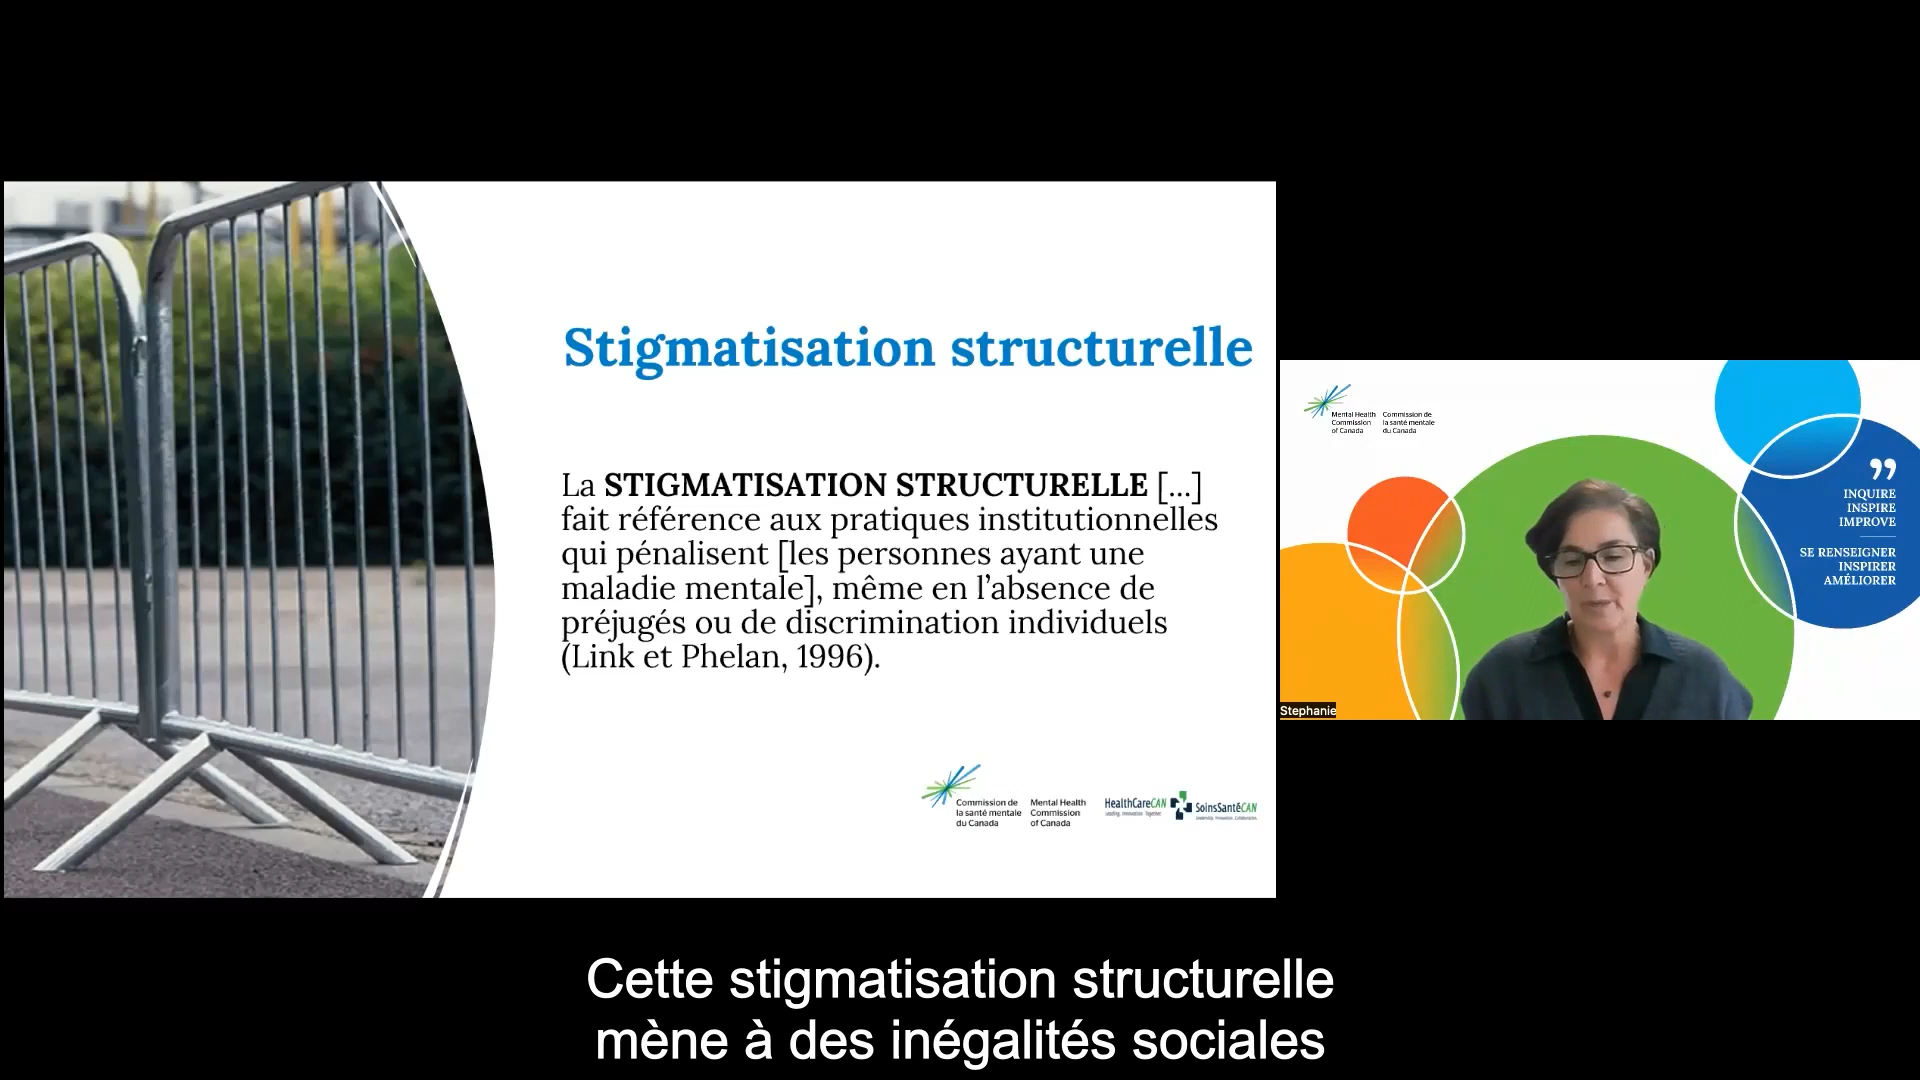 Stigmatisation structurelle
La STIGMATISATION STRUCTURELLE [...]
fait référence aux pratiques institutionnelles
qui pénalisent [les personnes ayant une
maladie mentale], même en l'absence de
préjugés ou de discrimination individuels
(Link et Phelan, 1996).
Commission de
la santé mentale
du Canada
Mental Health
Commission
of Canada
HealthCareCAN
Leading. Innovation. Together.
SoinsSantéCAN
Mental Health
Commission
of Canada
Commission de
la santé mentale
du Canada
INQUIRE
INSPIRE
IMPROVE
SE RENSEIGNER
INSPIRER
AMÉLIORER
Stephanie
Cette stigmatisation structurelle
mène à des inégalités sociales